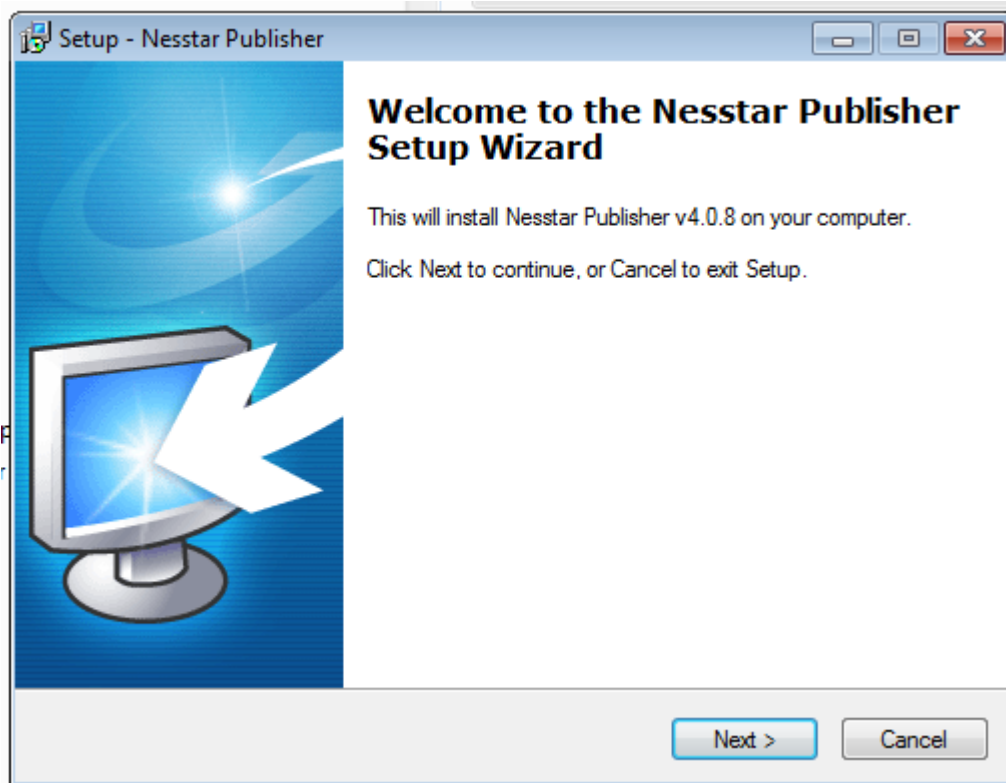 Setup - Nesstar Publisher
Welcome to the Nesstar Publisher
Setup Wizard
This will install Nesstar Publisher v4.0.8 on your computer.
Click Next to continue, or Cancel to exit Setup.
Next >
Cancel